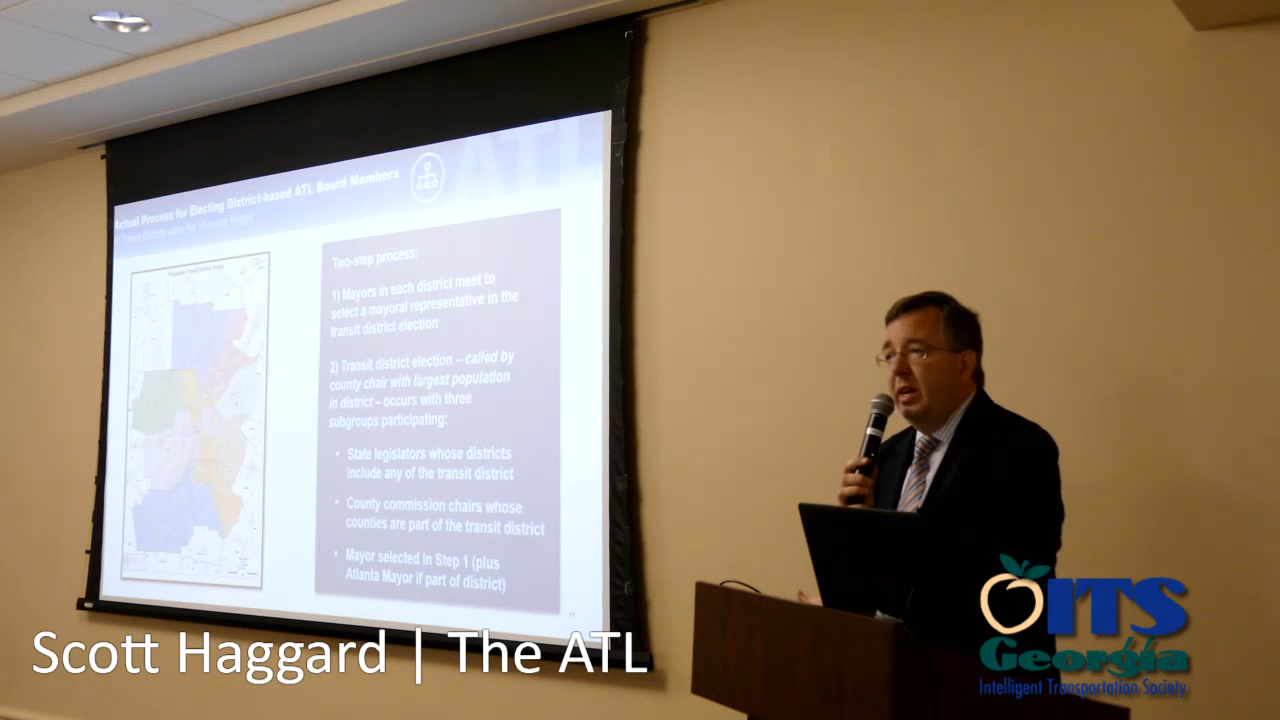 ATL
Actual Process for Electing District-based ATL Board Members
Two-step process:
1) Mayors in each district meet to
select a mayoral representative in the
transit district election
2) Transit district election – called by
county chair with largest population
in district – occurs with three
subgroups participating:
• State legislators whose districts
include any of the transit district
• County commission chairs whose
counties are part of the transit district
• Mayor selected in Step 1 (plus
Atlanta Mayor if part of district)
Scott Haggard | The ATL
ITS
Georgia
Intelligent Transportation Society